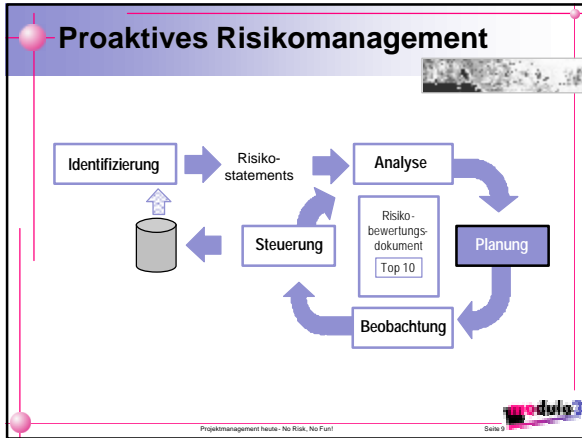 Proaktives Risikomanagement
Identifizierung
Risiko-
statements
Analyse
Steuerung
Risiko-
bewertungs-
dokument
Top 10
Planung
Beobachtung
Projektmanagement heute - No Risk, No Fun!
Seite 9
modulo3